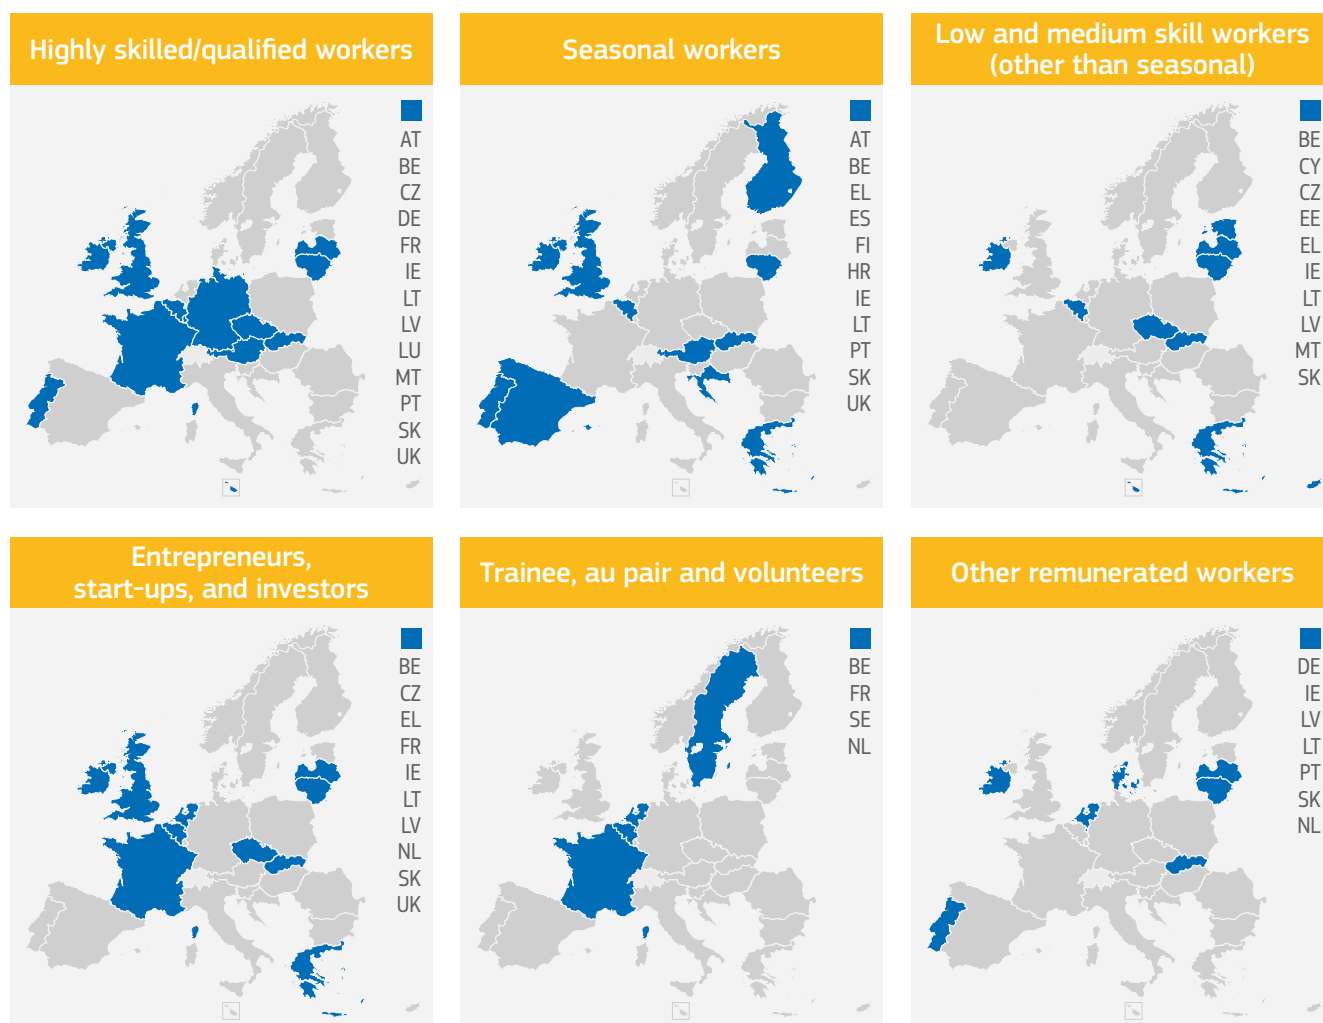 Highly skilled/qualified workers
AT
BE
CZ
DE
FR
IE
LT
LV
LU
MT
PT
SK
UK
Seasonal workers
AT
BE
EL
ES
FI
HR
IE
LT
PT
SK
UK
Low and medium skill workers
(other than seasonal)
BE
CY
CZ
EE
EL
IE
LT
LV
MT
SK
Entrepreneurs,
start-ups, and investors
BE
CZ
EL
FR
IE
LT
LV
NL
SK
UK
Trainee, au pair and volunteers
BE
FR
SE
NL
Other remunerated workers
DE
IE
LV
LT
PT
SK
NL